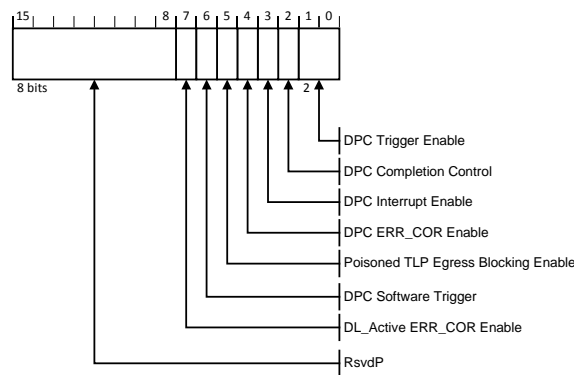 15 8 7 6 5 4 3 2 1 0
8 bits 2
DPC Trigger Enable
DPC Completion Control
DPC Interrupt Enable
DPC ERR_COR Enable
Poisoned TLP Egress Blocking Enable
DPC Software Trigger
DL_Active ERR_COR Enable
RsvdP